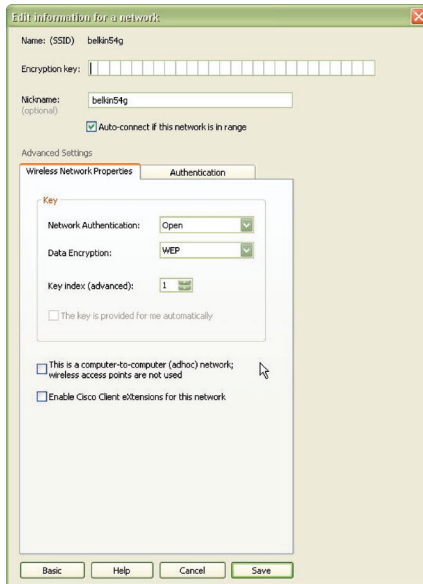 Edit information for a network
Name: (SSID) belkin54g
Encryption key:
Nickname: belkin54g
(optional)
Auto-connect if this network is in range
Advanced Settings
Wireless Network Properties Authentication
Key
Network Authentication: Open
Data Encryption: WEP
Key index (advanced): 1
The key is provided for me automatically
This is a computer-to-computer (adhoc) network;
wireless access points are not used
Enable Cisco Client eXtensions for this network
Basic Help Cancel Save